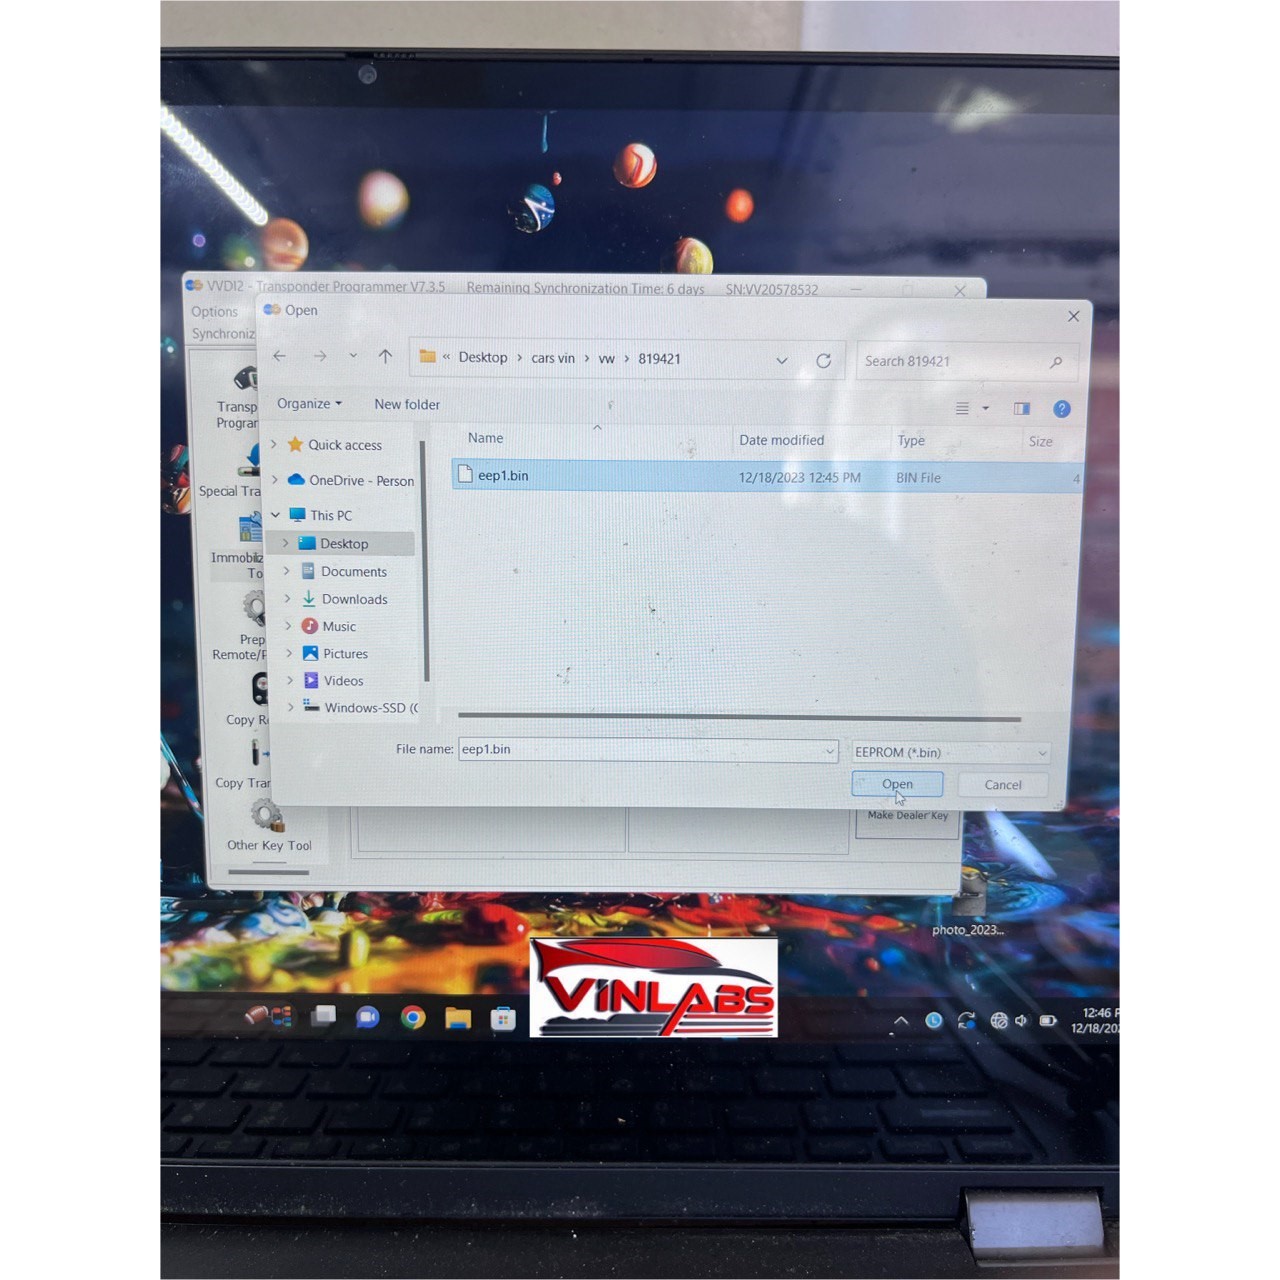 VVDI2 - Transponder Programmer V7.3.5 Remaining Synchronization Time: 6 days SN:VV20578532
Options
Open
Synchroniz
« Desktop > cars vin > vw > 819421
Search 819421
Organize
New folder
Name
Date modified
Type
Size
eep1.bin
12/18/2023 12:45 PM
BIN File
4
Quick access
OneDrive - Person
This PC
Desktop
Documents
Downloads
Music
Pictures
Videos
Windows-SSD (C
Transp
Prograr
Special Tra
Immobiliz
To
Prep
Remote/F
Copy R
Copy Tran
Other Key Tool
File name: eep1.bin
EEPROM (*.bin)
Open
Cancel
Make Dealer Key
photo_2023...
VINLABS
12:46 P
12/18/202